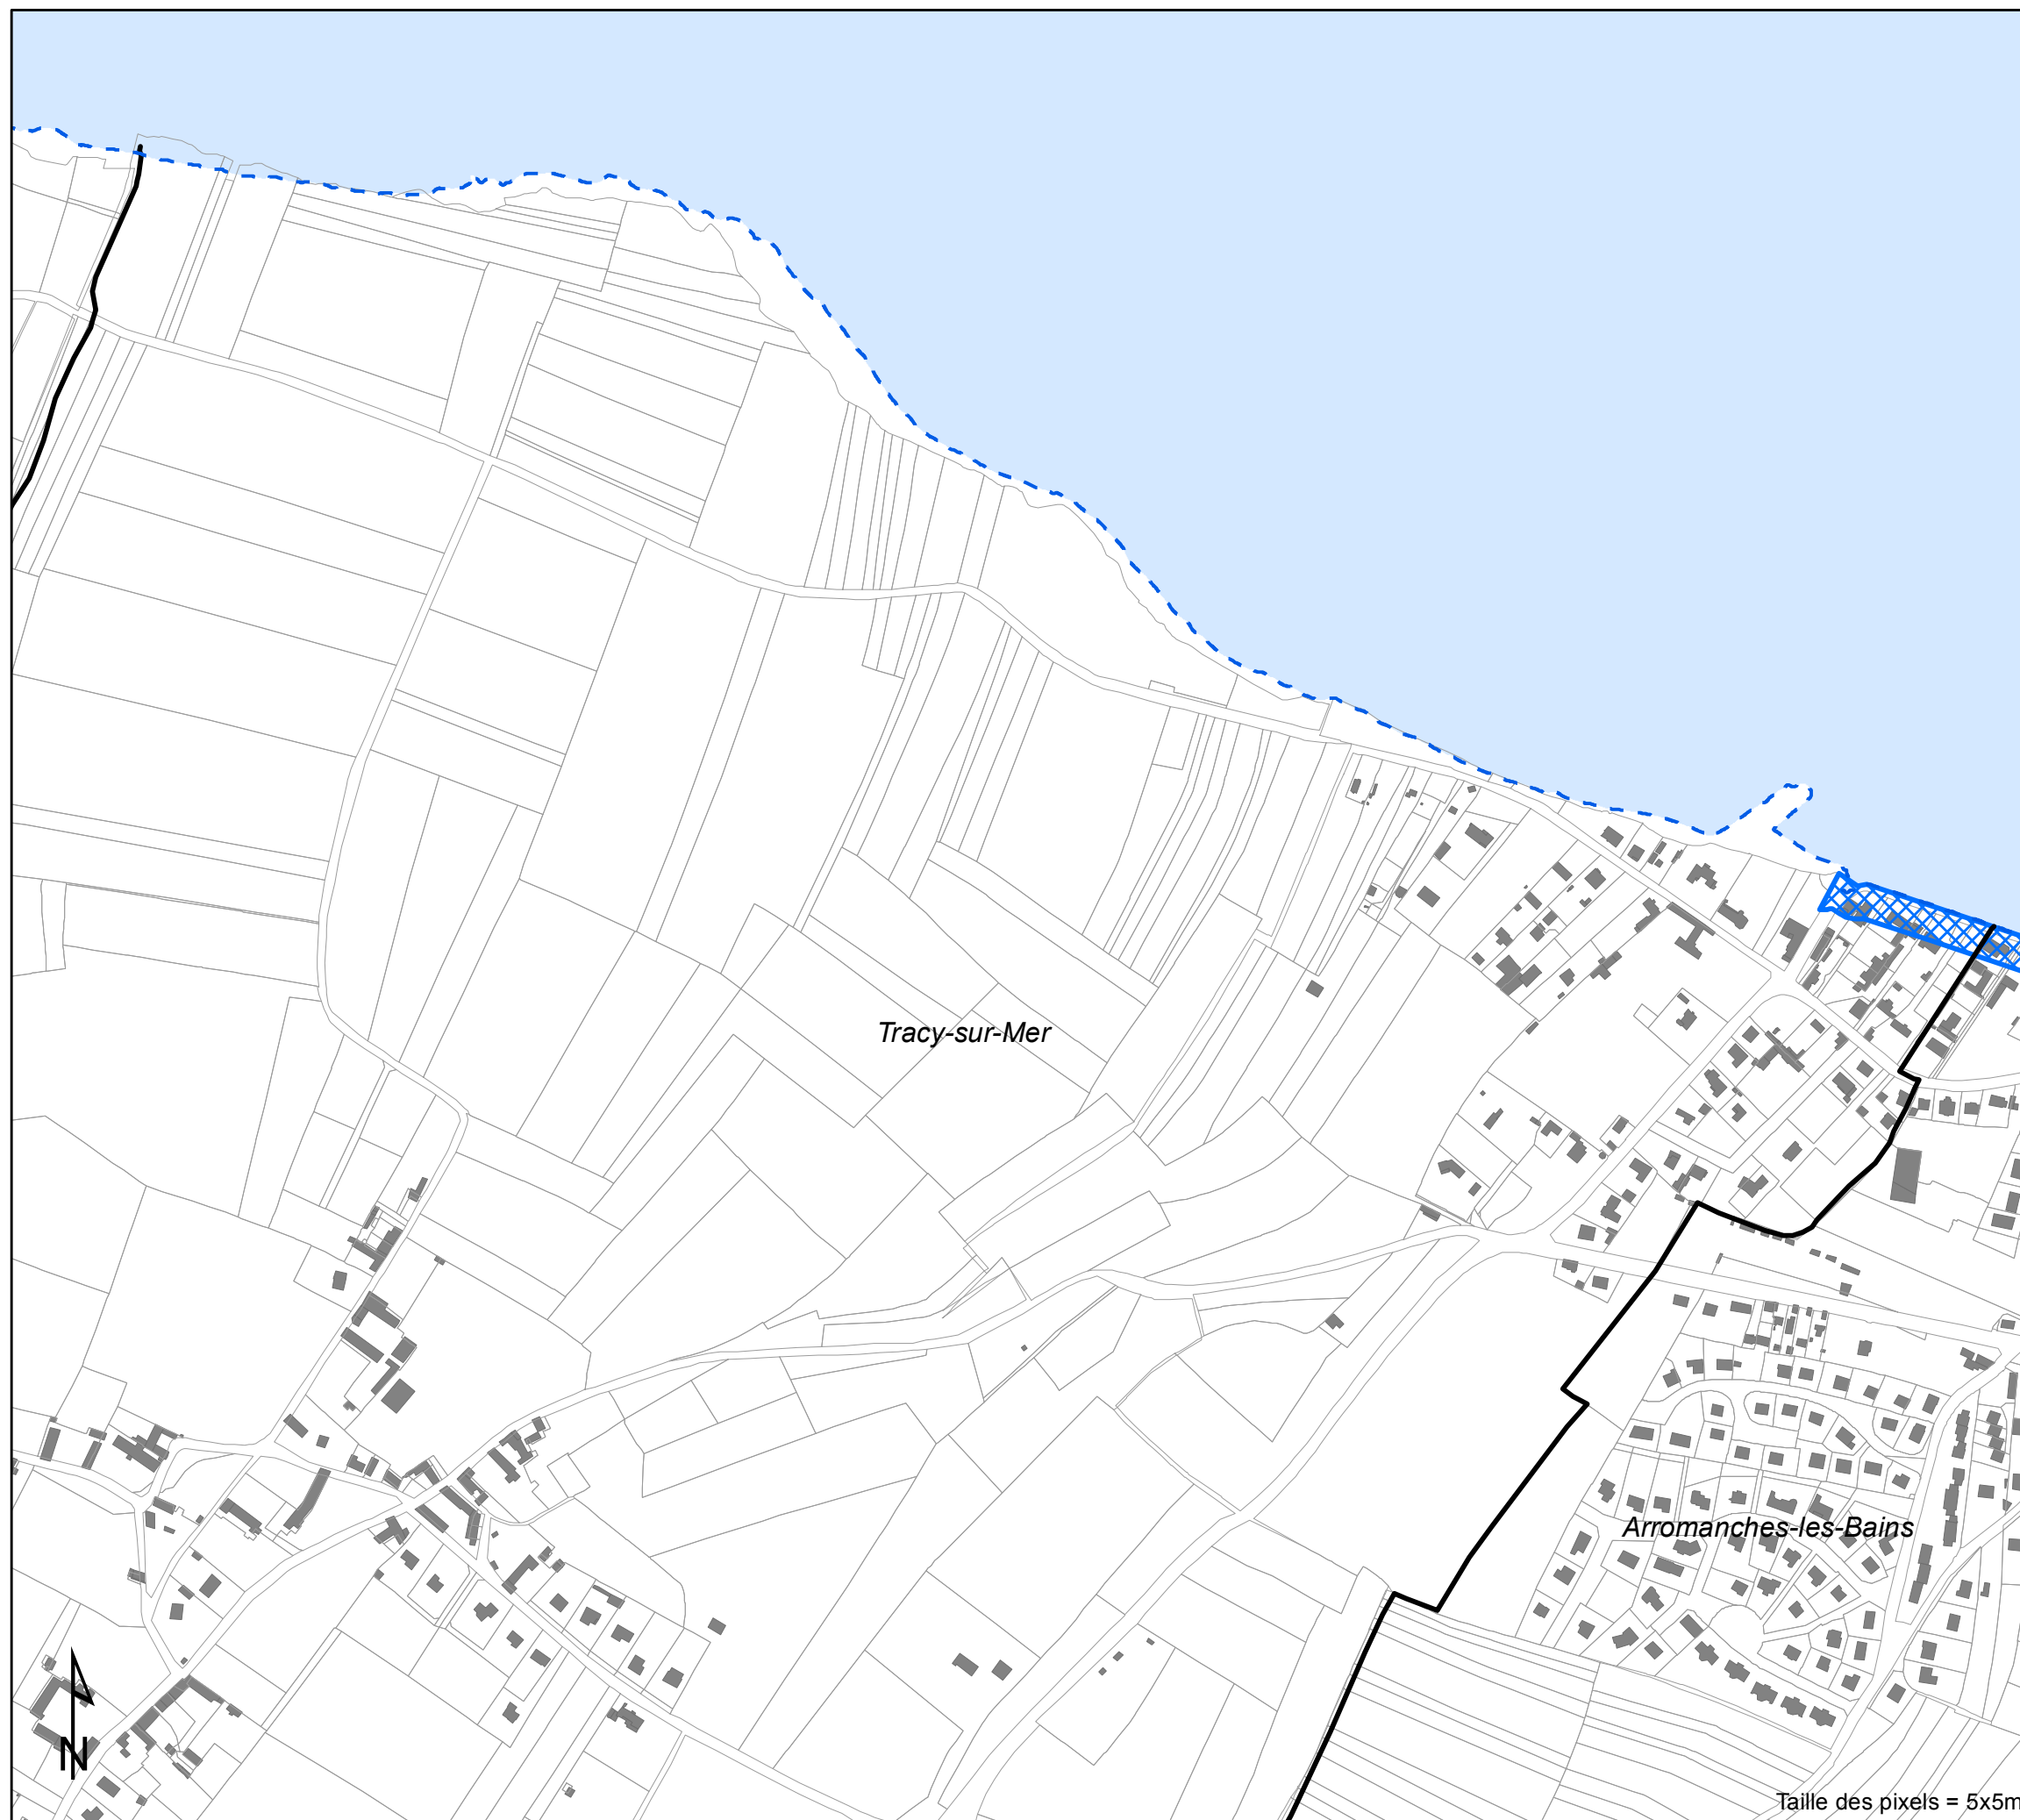 Tracy-sur-Mer
Arromanches-les-Bains
N
Taille des pixels = 5x5m